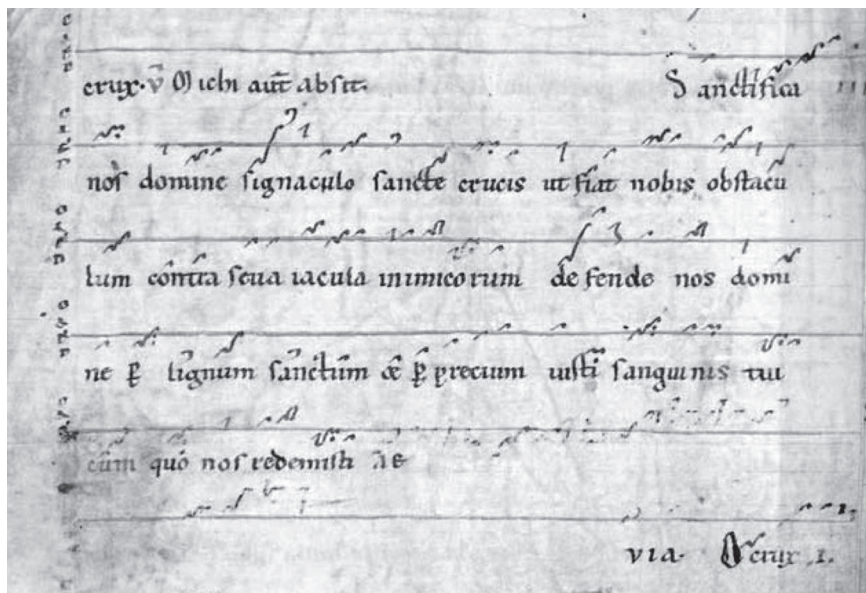 crux. v̄ Michi aut̄ absit. Sanctifica
nos domine signaculo sancte crucis ut fiat nobis obstacu
lum contra seua iacula inimicorum defende nos domi
ne ꝑ lignum sanctum & ꝑ precium iusti sanguinis tui
cum quo nos redemisti
via. O crux